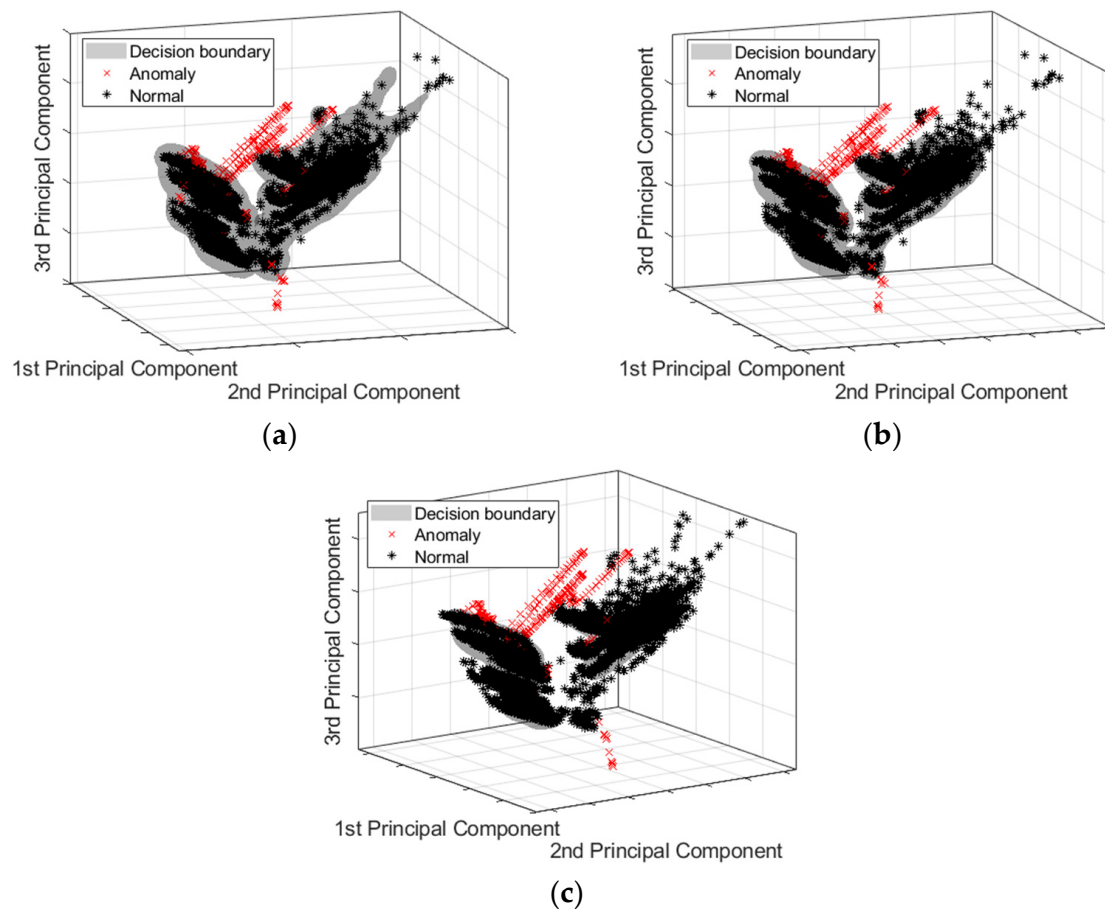 Decision boundary
Anomaly
Normal
3rd Principal Component
1st Principal Component
2nd Principal Component
(a)
Decision boundary
Anomaly
Normal
3rd Principal Component
1st Principal Component
2nd Principal Component
(b)
Decision boundary
Anomaly
Normal
3rd Principal Component
1st Principal Component
2nd Principal Component
(c)